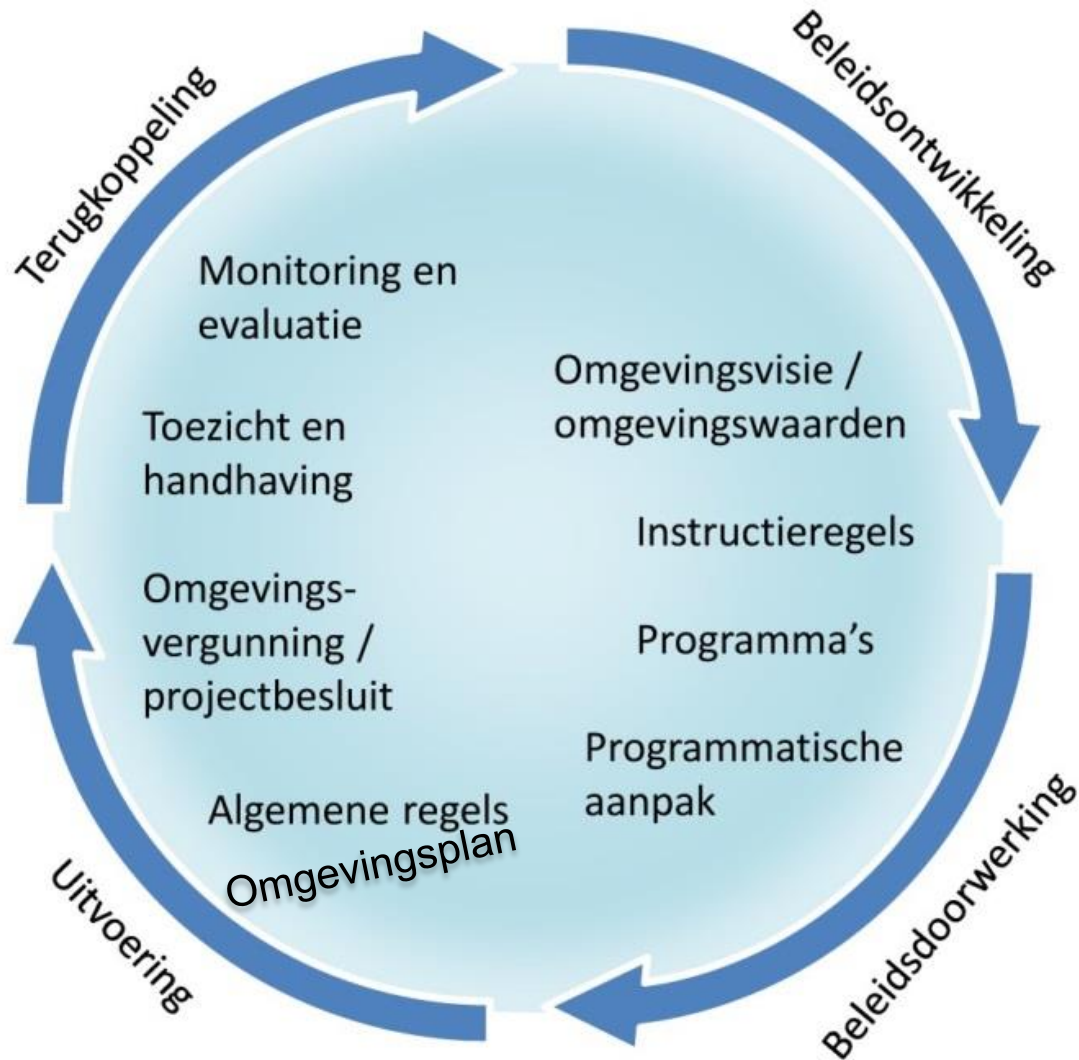 Beleidsontwikkeling
Omgevingsvisie /
omgevingswaarden
Instructieregels
Programma’s
Programmatische
aanpak
Beleidsdoorwerking
Algemene regels
Omgevingsplan
Uitvoering
Omgevings-
vergunning /
projectbesluit
Toezicht en
handhaving
Monitoring en
evaluatie
Terugkoppeling